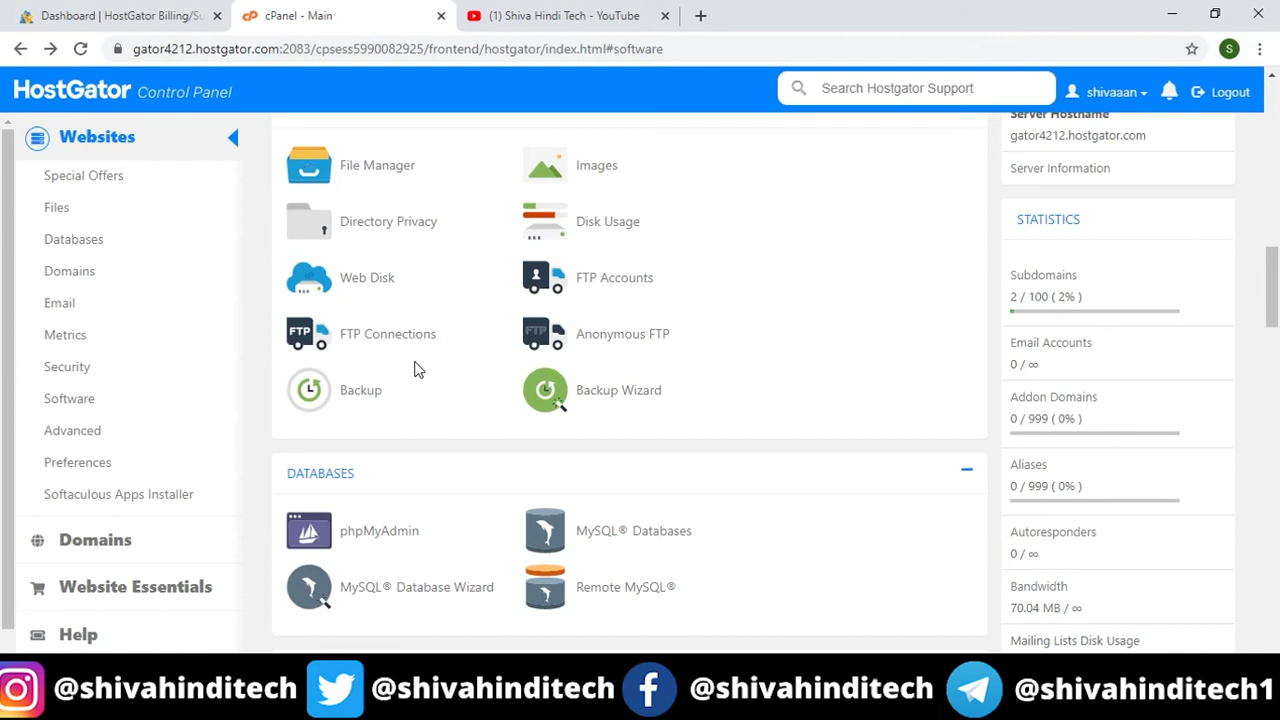 Dashboard | HostGator Billing/Su
cPanel - Main
(1) Shiva Hindi Tech - YouTube
gator4212.hostgator.com:2083/cpsess5990082925/frontend/hostgator/index.html#software
S
HostGator Control Panel
Search Hostgator Support
shivaaan
Logout
Websites
Special Offers
Files
Databases
Domains
Email
Metrics
Security
Software
Advanced
Preferences
Softaculous Apps Installer
Domains
Website Essentials
Help
File Manager
Images
Directory Privacy
Disk Usage
Web Disk
FTP Accounts
FTP
FTP Connections
FTP
Anonymous FTP
Backup
Backup Wizard
DATABASES
phpMyAdmin
MySQL® Databases
MySQL® Database Wizard
Remote MySQL®
Server Hostname
gator4212.hostgator.com
Server Information
STATISTICS
Subdomains
2 / 100 ( 2% )
Email Accounts
0 / ∞
Addon Domains
0 / 999 ( 0% )
Aliases
0 / 999 ( 0% )
Autoresponders
0 / ∞
Bandwidth
70.04 MB / ∞
Mailing Lists Disk Usage
@shivahinditech
@shivahinditech
@shivahinditech
@shivahinditech1